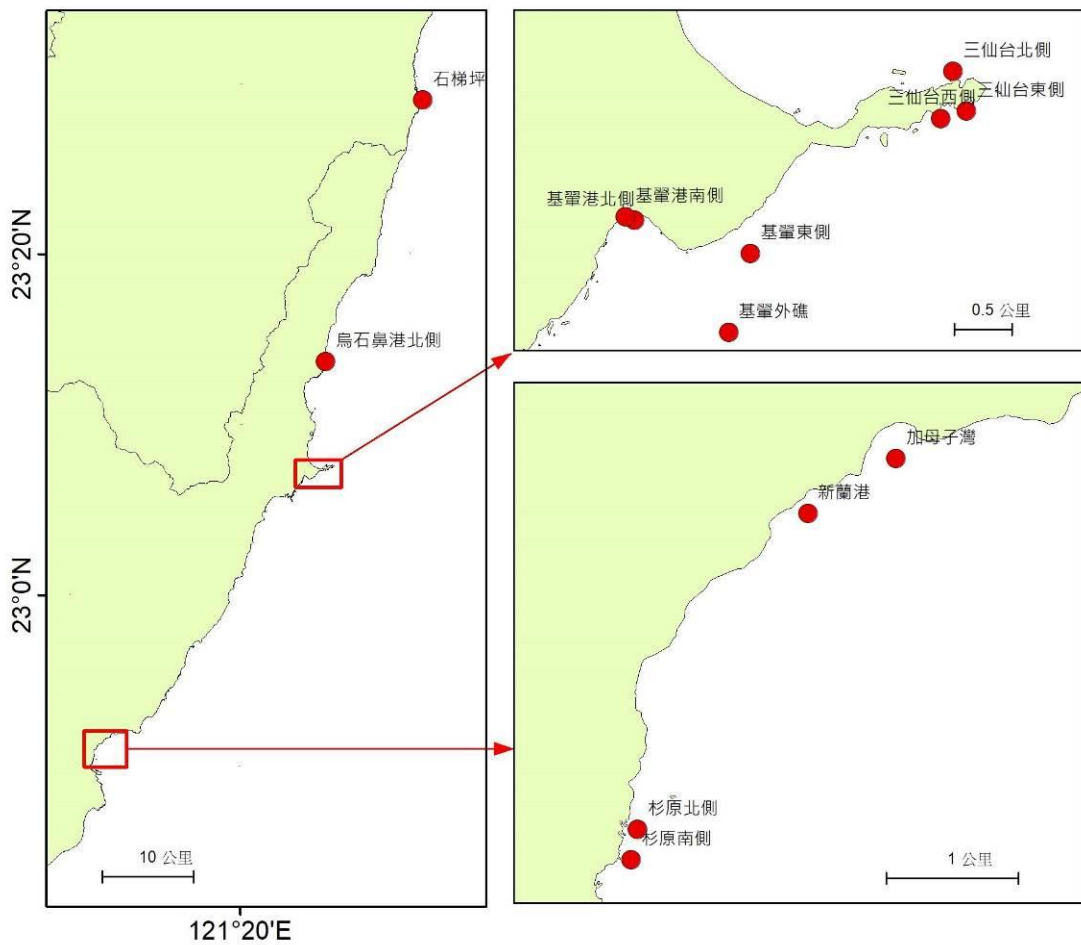 石梯坪
23°20'N
烏石鼻港北側
23°0'N
10 公里
121°20'E
三仙台北側
三仙台東側
三仙台西側
基翬港北側
基翬港南側
基翬東側
基翬外礁
0.5 公里
加母子灣
新蘭港
杉原北側
杉原南側
1 公里